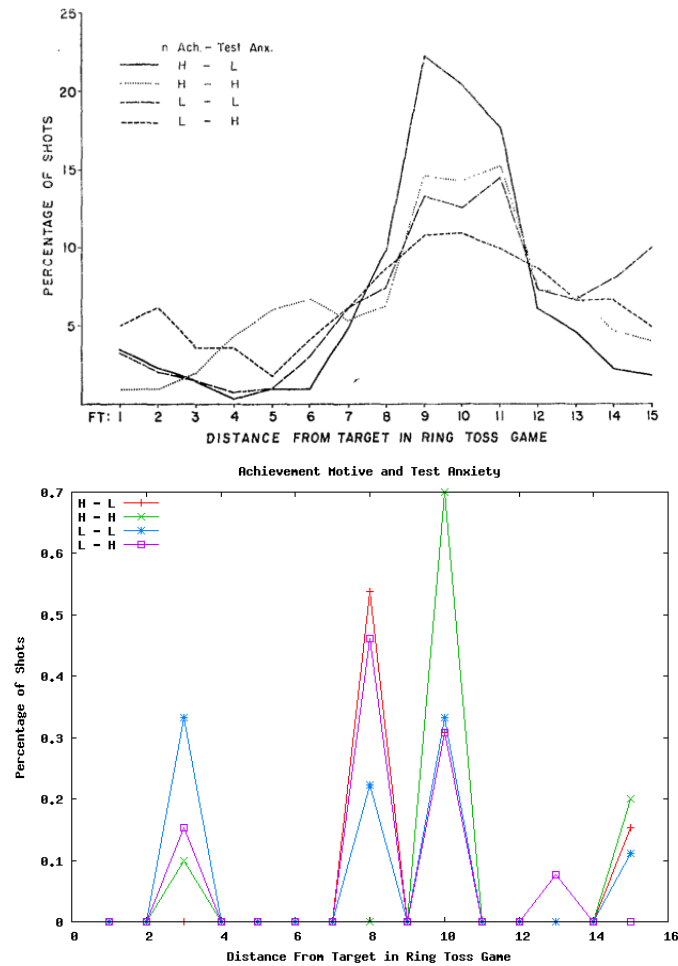 n Ach. - Test Anx.
H - L
H - H
L - L
L - H
PERCENTAGE OF SHOTS
20
15
10
5
FT: 1 2 3 4 5 6 7 8 9 10 11 12 13 14 15
DISTANCE FROM TARGET IN RING TOSS GAME
Achievement Motive and Test Anxiety
H - L
H - H
L - L
L - H
Percentage of Shots
0.7
0.6
0.5
0.4
0.3
0.2
0.1
0
0 2 4 6 8 10 12 14 16
Distance From Target in Ring Toss Game